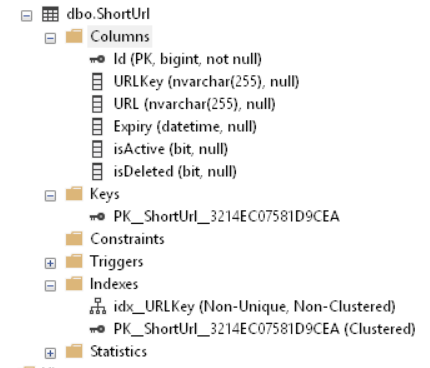 dbo.ShortUrl
Columns
Id (PK, bigint, not null)
URLKey (nvarchar(255), null)
URL (nvarchar(255), null)
Expiry (datetime, null)
isActive (bit, null)
isDeleted (bit, null)
Keys
PK__ShortUrl__3214EC07581D9CEA
Constraints
Triggers
Indexes
idx_URLKey (Non-Unique, Non-Clustered)
PK__ShortUrl__3214EC07581D9CEA (Clustered)
Statistics